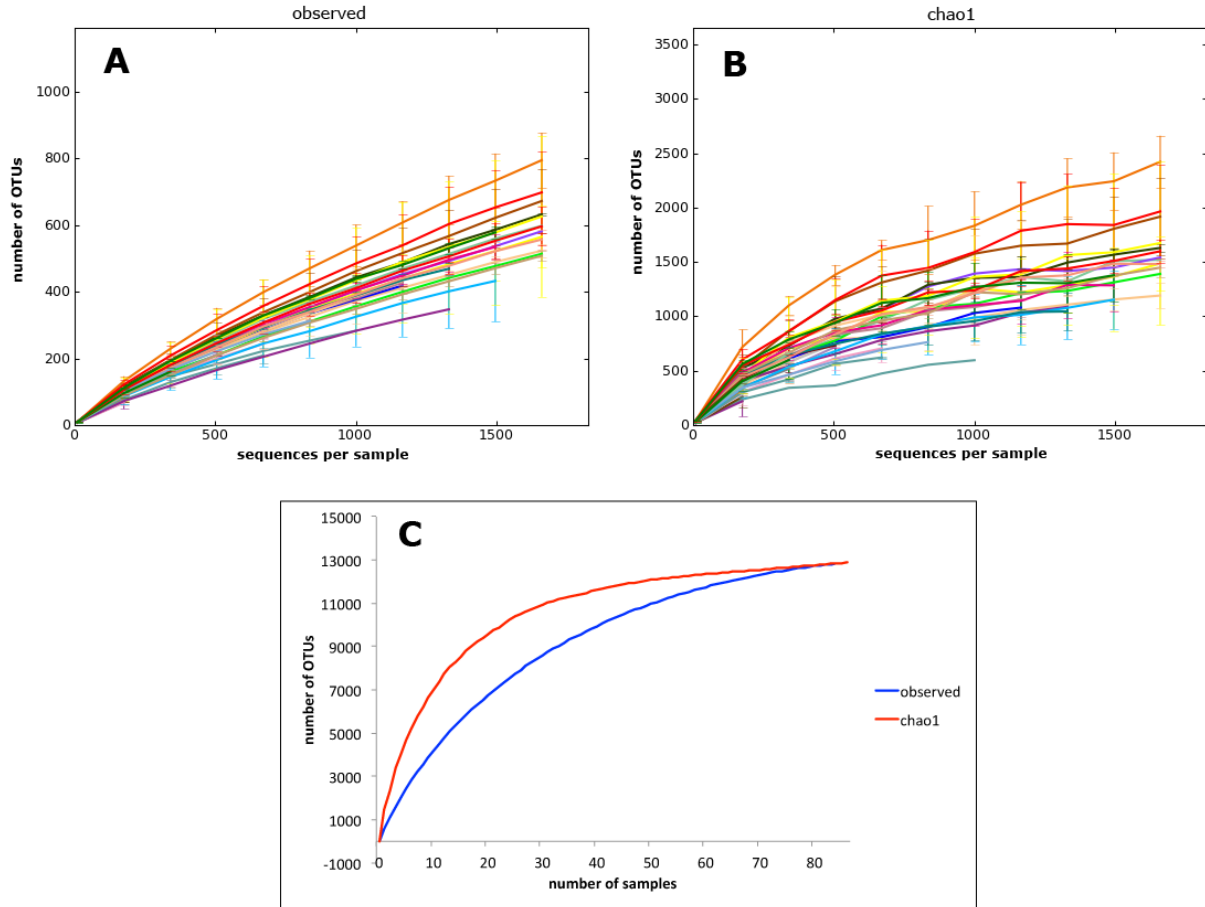 observed
A
1000
800
600
400
200
0
number of OTUs
0 500 1000 1500
sequences per sample
chao1
B
3500
3000
2500
2000
1500
1000
500
0
number of OTUs
0 500 1000 1500
sequences per sample
C
15000
13000
11000
9000
7000
5000
3000
1000
-1000
number of OTUs
0 10 20 30 40 50 60 70 80
number of samples
observed
chao1